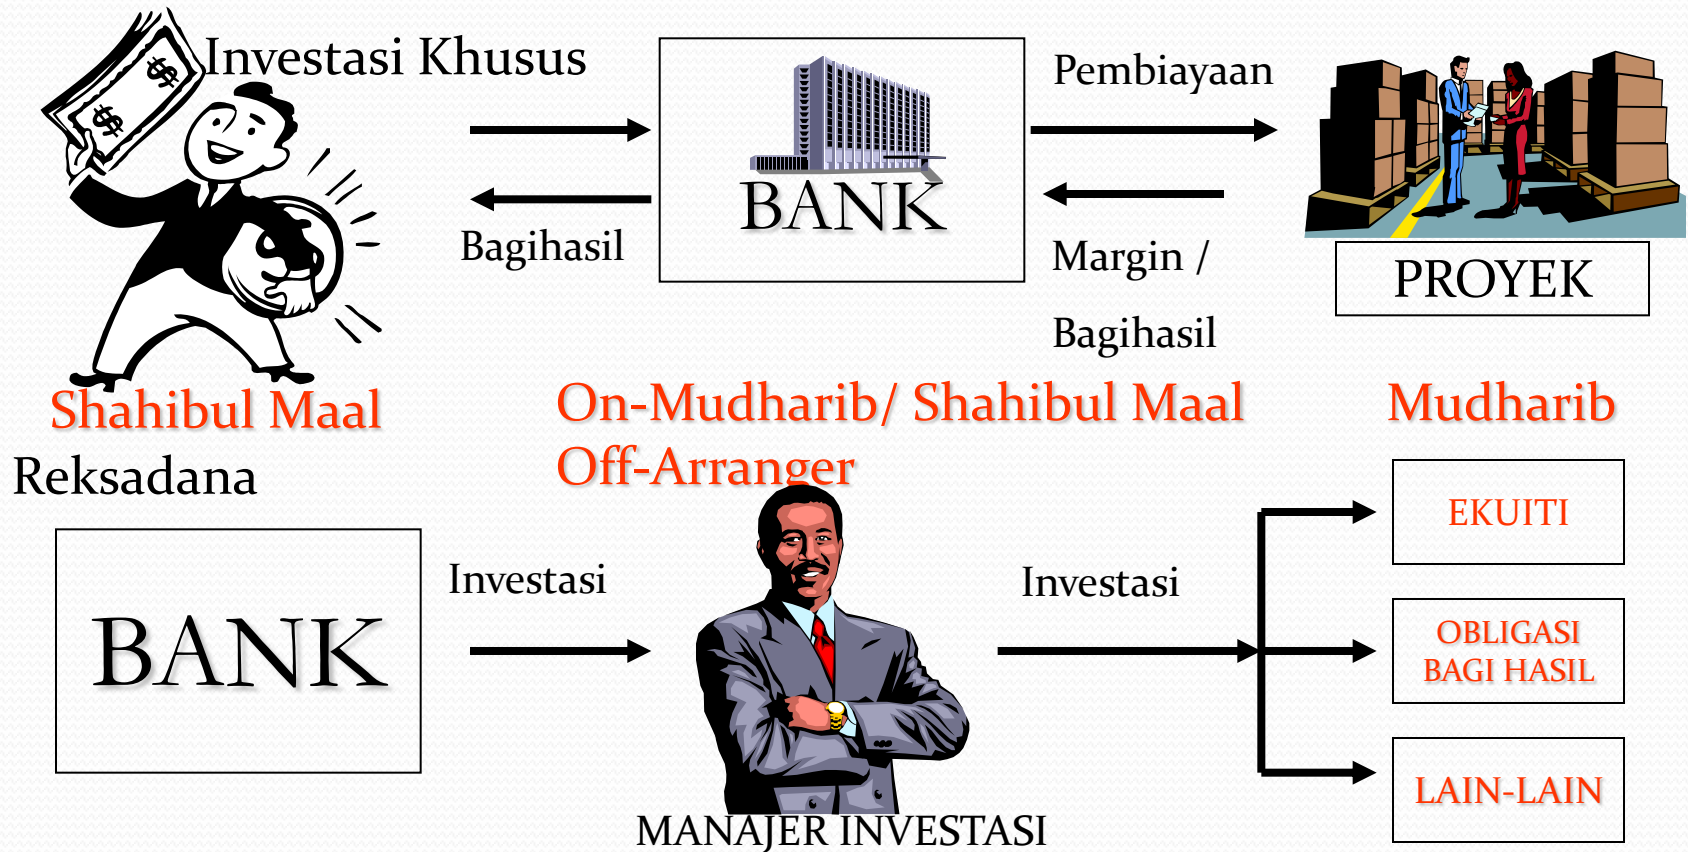 Investasi Khusus
BANK
Pembiayaan
Bagihasil
Margin /
Bagihasil
PROYEK
$
$
Shahibul Maal
On-Mudharib/ Shahibul Maal
Off-Arranger
Mudharib
Reksadana
BANK
Investasi
Investasi
MANAJER INVESTASI
EKUITI
OBLIGASI
BAGI HASIL
LAIN-LAIN